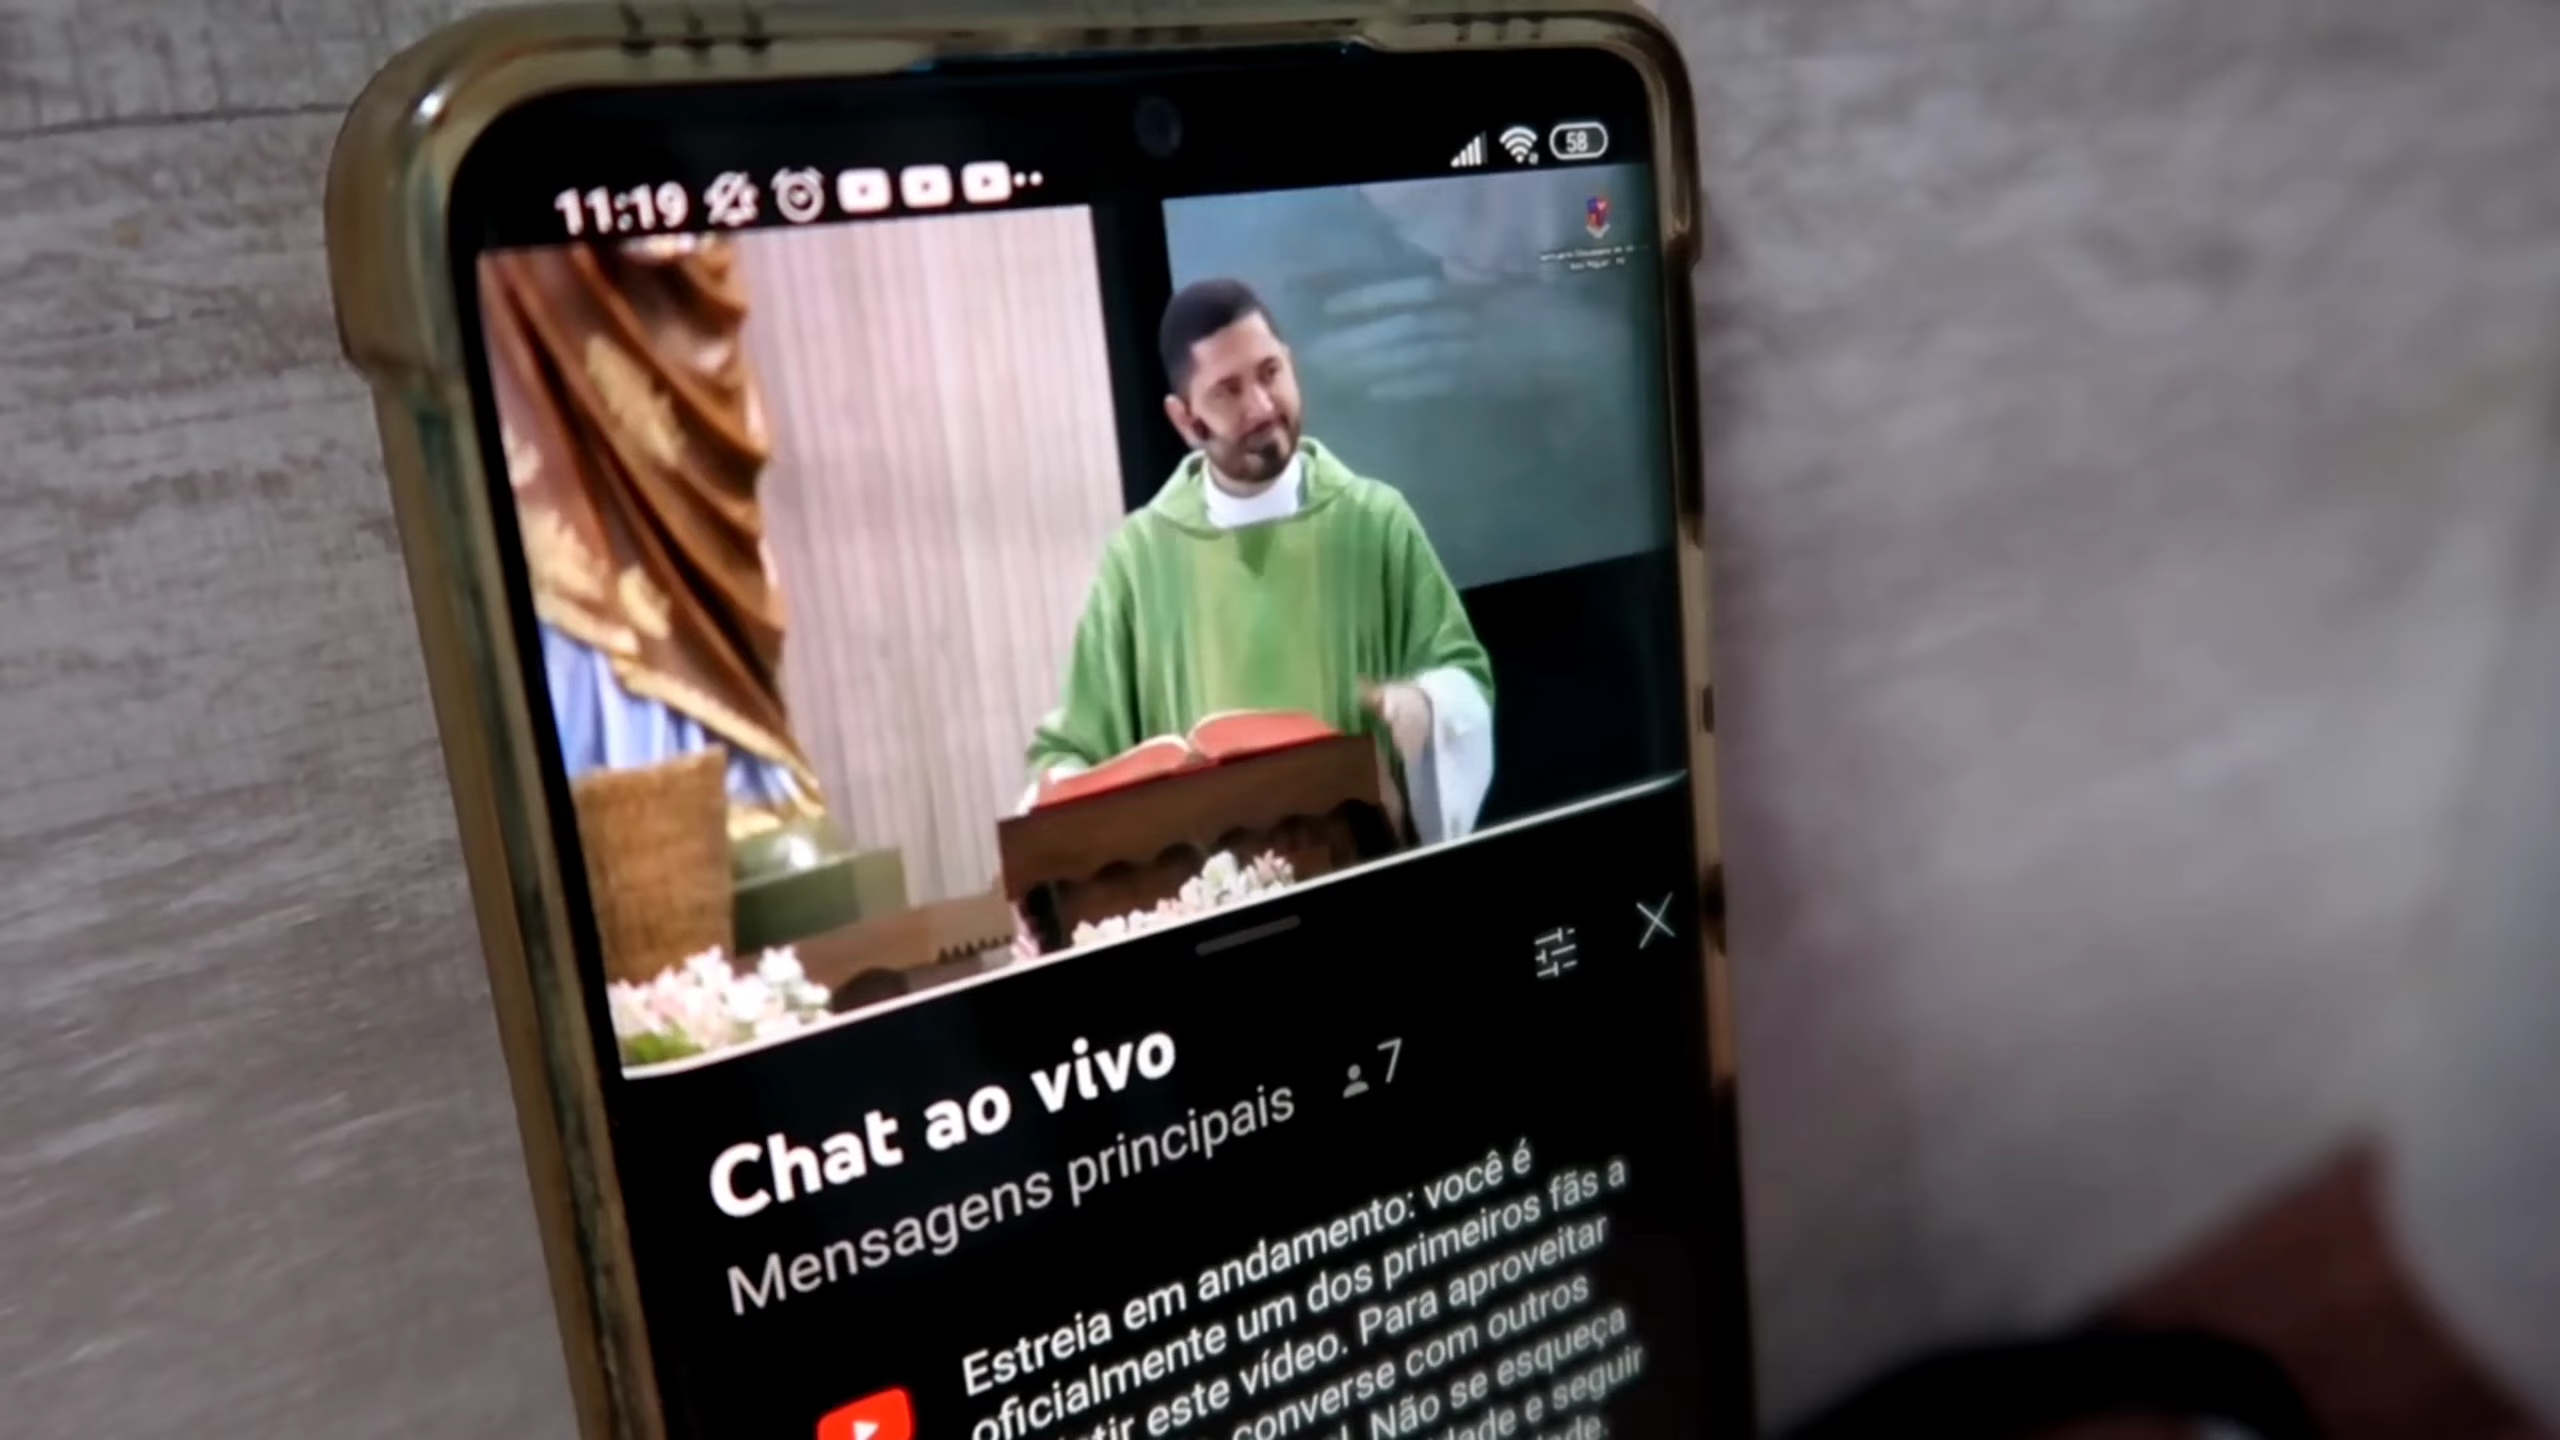 11:19
58
Chat ao vivo
Mensagens principais 7
Estreia em andamento: você é
oficialmente um dos primeiros fãs a
este vídeo. Para aproveitar
converse com outros
Não se esqueça
e seguir